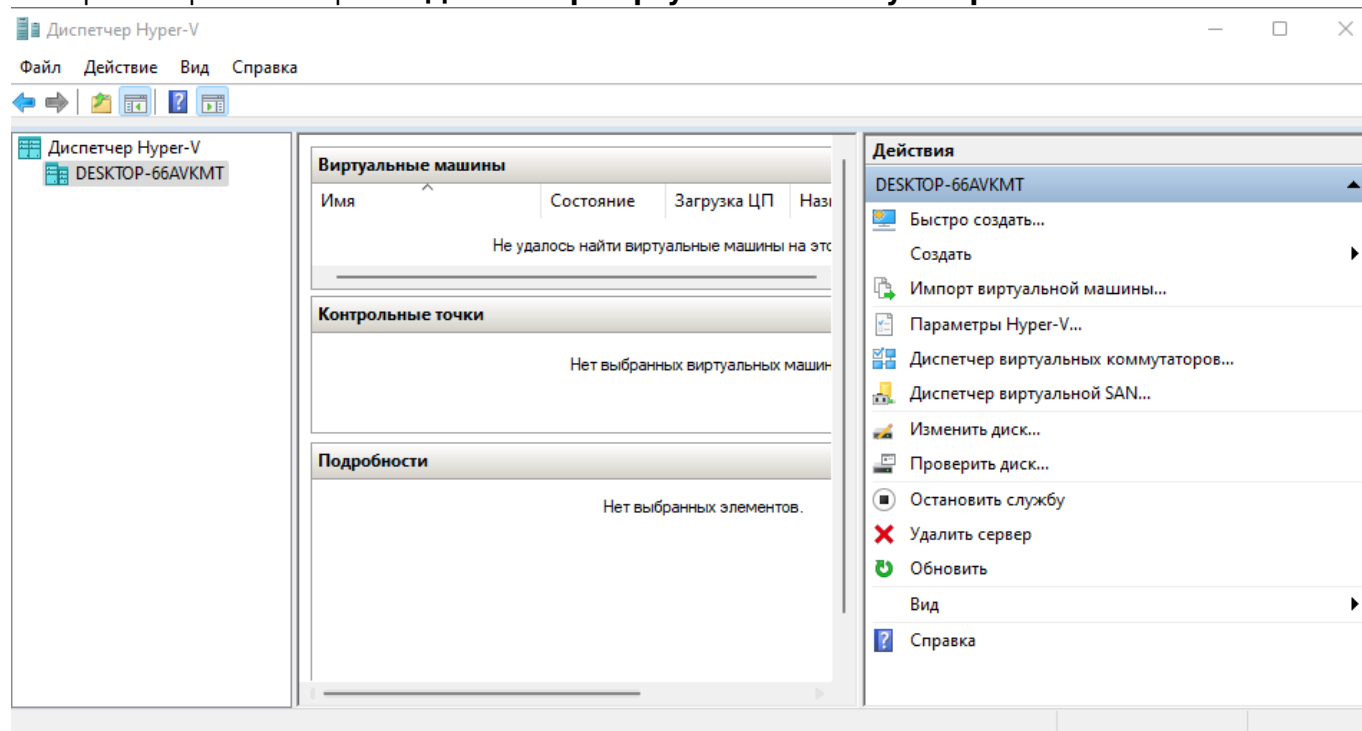 Диспетчер Hyper-V
Файл Действие Вид Справка
Диспетчер Hyper-V
DESKTOP-66AVKMT
Виртуальные машины
Имя Состояние Загрузка ЦП Назн
Не удалось найти виртуальные машины на это
Контрольные точки
Нет выбранных виртуальных машин
Подробности
Нет выбранных элементов.
Действия
DESKTOP-66AVKMT
Быстро создать...
Создать
Импорт виртуальной машины...
Параметры Hyper-V...
Диспетчер виртуальных коммутаторов...
Диспетчер виртуальной SAN...
Изменить диск...
Проверить диск...
Остановить службу
Удалить сервер
Обновить
Вид
Справка